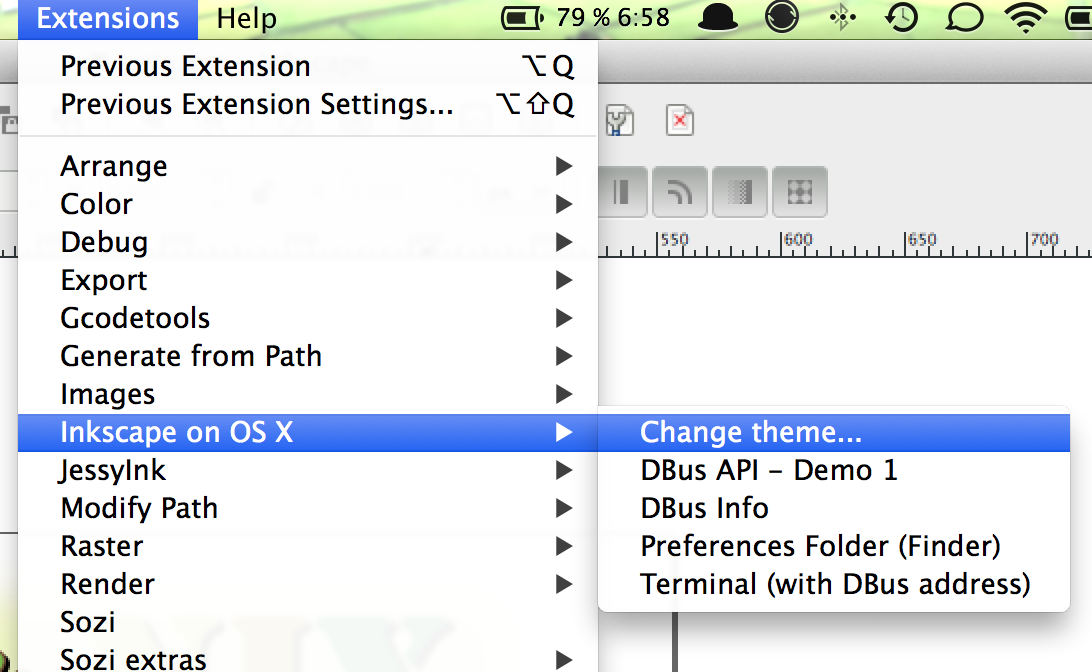 Extensions Help 79 % 6:58
Previous Extension ⌥Q
Previous Extension Settings... ⌥⇧Q
Arrange
Color
Debug
Export
Gcodetools
Generate from Path
Images
Inkscape on OS X
JessyInk
Modify Path
Raster
Render
Sozi
Sozi extras
550 600 650 700
Change theme...
DBus API – Demo 1
DBus Info
Preferences Folder (Finder)
Terminal (with DBus address)